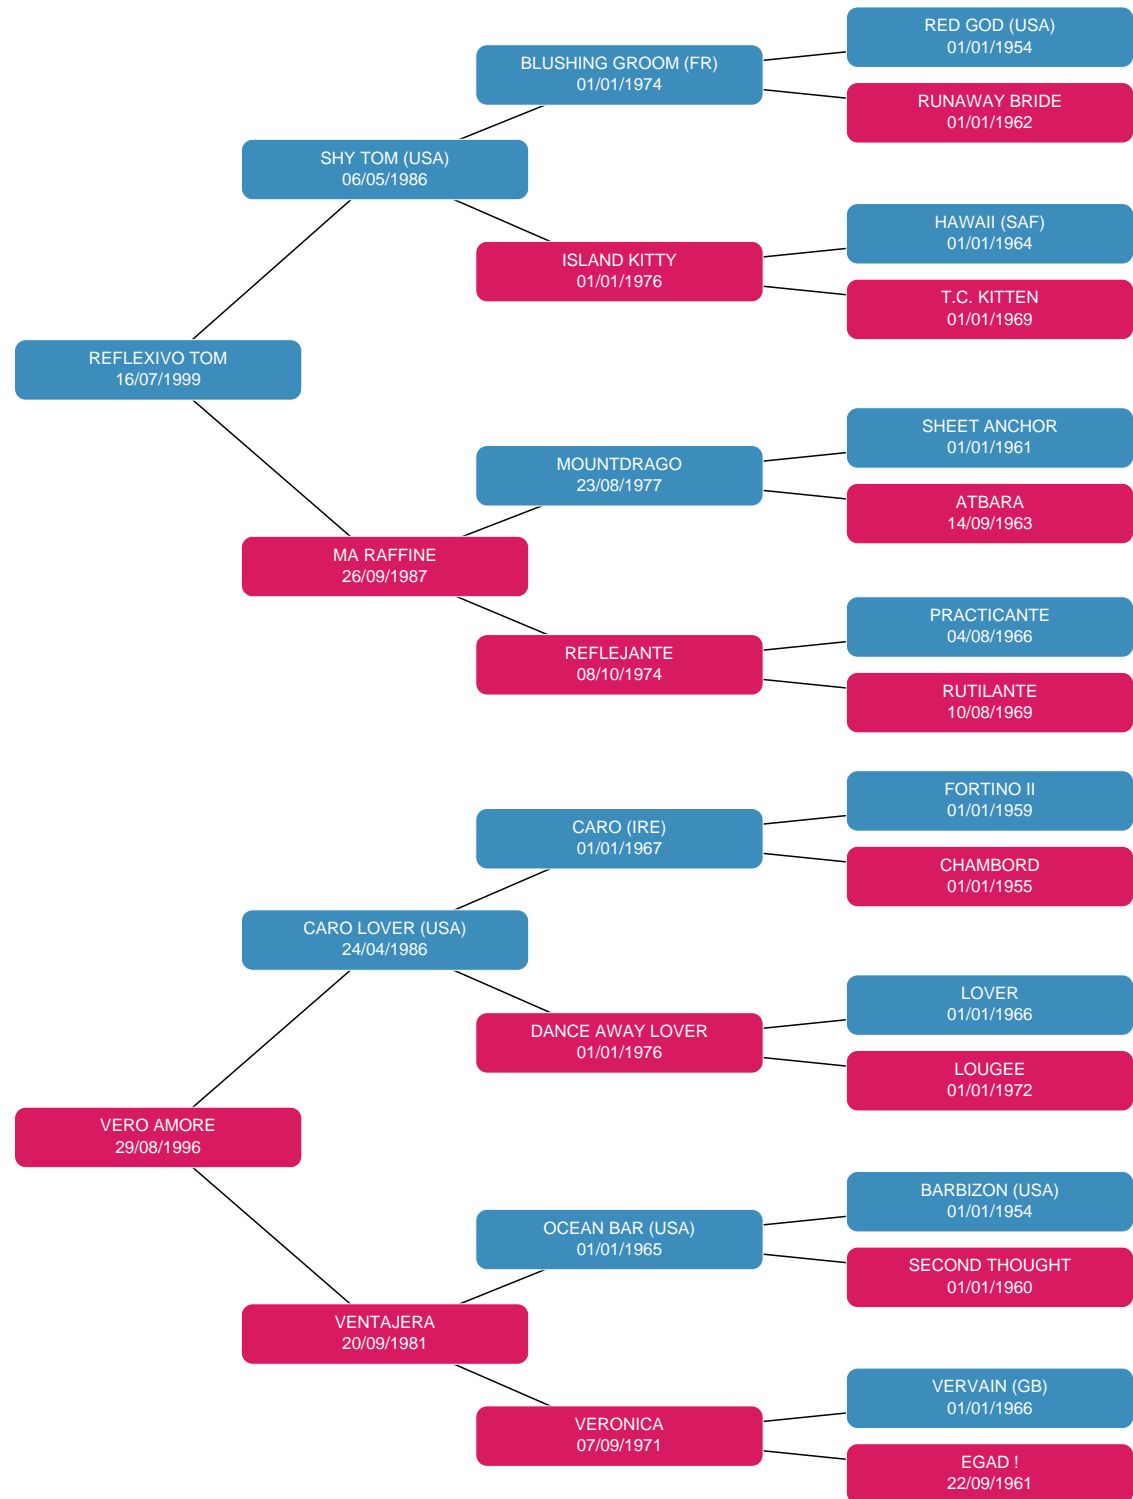 RED GOD (USA)
01/01/1954
BLUSHING GROOM (FR)
01/01/1974
RUNAWAY BRIDE
01/01/1962
SHY TOM (USA)
06/05/1986
HAWAII (SAF)
01/01/1964
ISLAND KITTY
01/01/1976
T.C. KITTEN
01/01/1969
REFLEXIVO TOM
16/07/1999
SHEET ANCHOR
01/01/1961
MOUNTDRAGO
23/08/1977
ATBARA
14/09/1963
MA RAFFINE
26/09/1987
PRACTICANTE
04/08/1966
REFLEJANTE
08/10/1974
RUTILANTE
10/08/1969
FORTINO II
01/01/1959
CARO (IRE)
01/01/1967
CHAMBORD
01/01/1955
CARO LOVER (USA)
24/04/1986
LOVER
01/01/1966
DANCE AWAY LOVER
01/01/1976
LOUGEE
01/01/1972
VERO AMORE
29/08/1996
BARBIZON (USA)
01/01/1954
OCEAN BAR (USA)
01/01/1965
SECOND THOUGHT
01/01/1960
VENTAJERA
20/09/1981
VERVAIN (GB)
01/01/1966
VERONICA
07/09/1971
EGAD !
22/09/1961